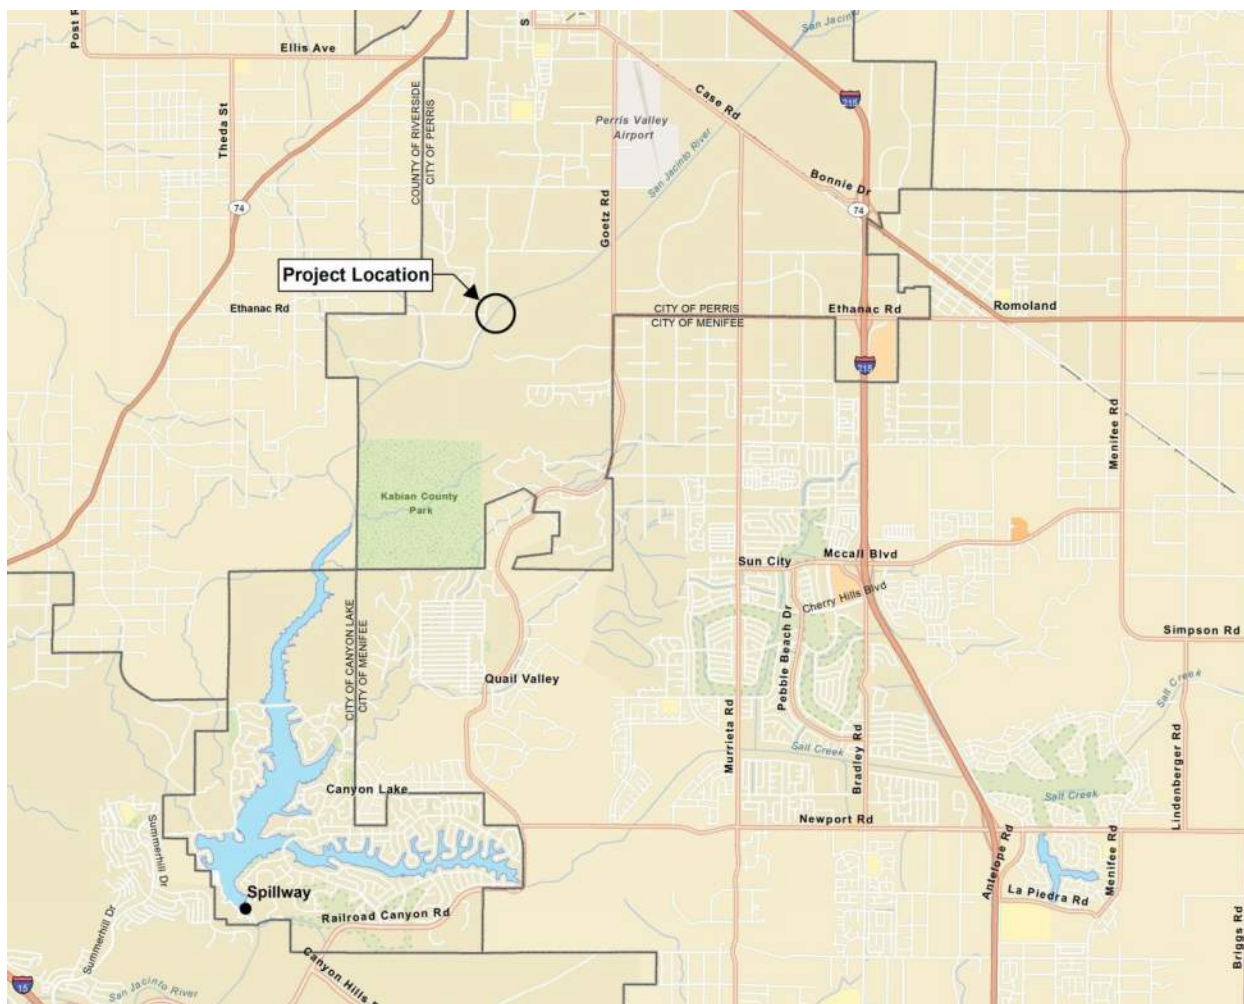 Post R
S
San Jacinto
Ellis Ave
Theda St
COUNTY OF RIVERSIDE
CITY OF PERRIS
Perris Valley
Airport
Case Rd
215
San Jacinto River
Bonnie Dr
74
74
Goetz Rd
Project Location
Ethanac Rd
CITY OF PERRIS
CITY OF MENIFEE
Ethanac Rd
Romoland
215
Menifee Rd
Kabian County
Park
Sun City
Mccall Blvd
Cherry Hills Blvd
Simpson Rd
CITY OF CANYON LAKE
CITY OF MENIFEE
Quail Valley
Pebble Beach Dr
Murrieta Rd
Bradley Rd
Salt Creek
Salt Creek
Lindenberger Rd
Canyon Lake
Salt Creek
Summerhill Dr
Newport Rd
Antelope Rd
Menifee Rd
La Piedra Rd
Spillway
Railroad Canyon Rd
Summerhill Dr
Briggs Rd
Canyon Hills
15
San Jacinto River